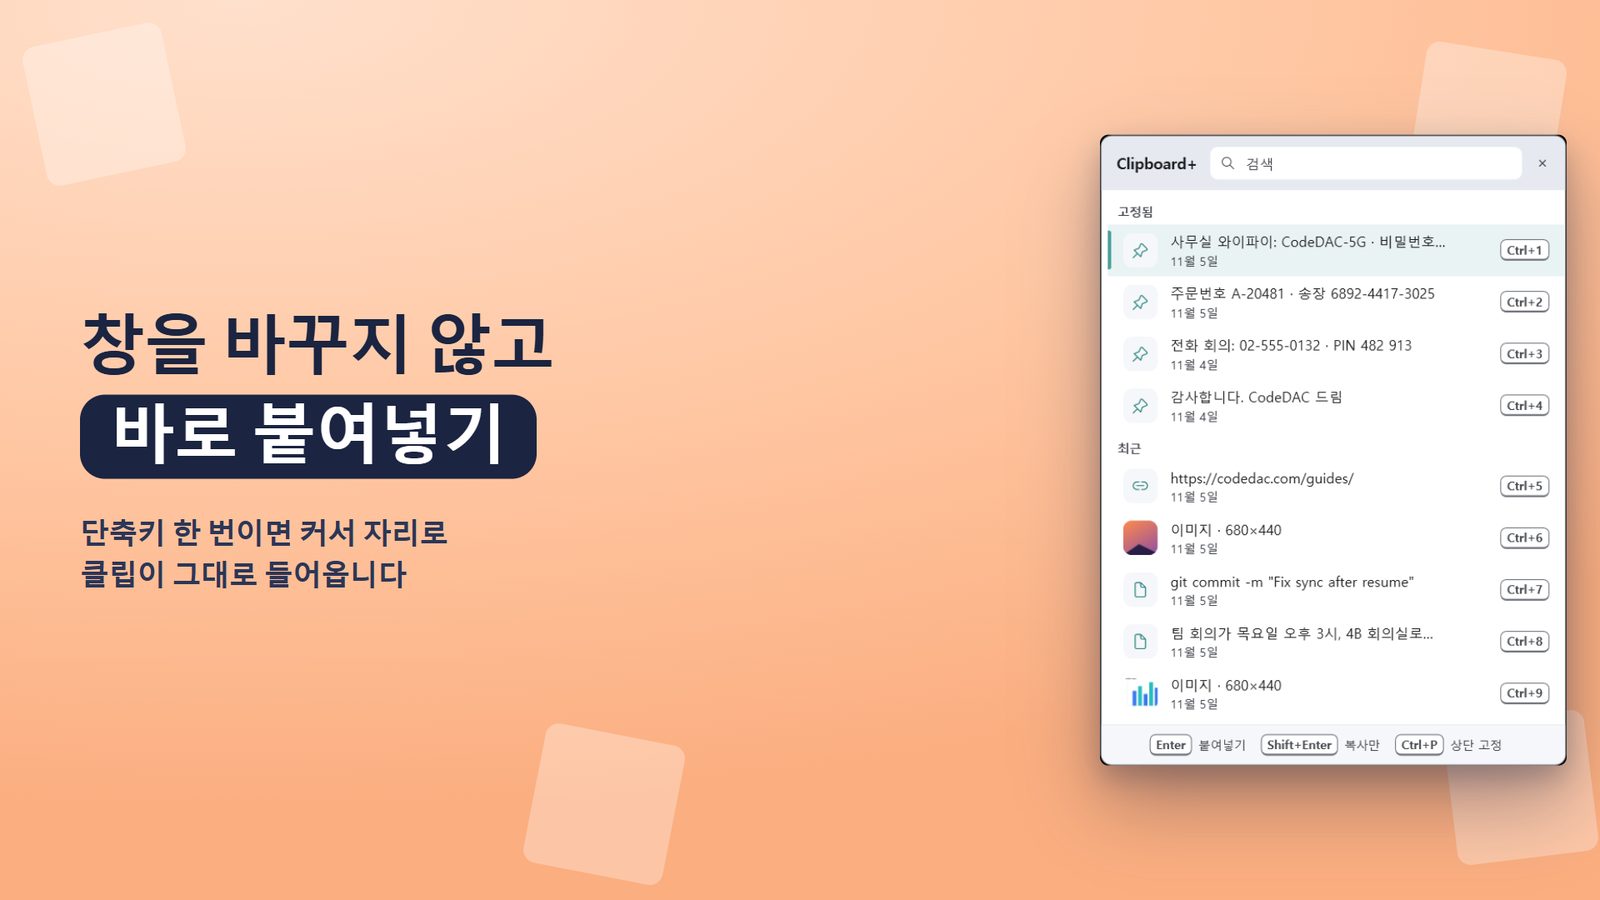 창을 바꾸지 않고
바로 붙여넣기
단축키 한 번이면 커서 자리로
클립이 그대로 들어옵니다
Clipboard+
검색
×
고정됨
사무실 와이파이: CodeDAC-5G · 비밀번호...
11월 5일
Ctrl+1
주문번호 A-20481 · 송장 6892-4417-3025
11월 5일
Ctrl+2
전화 회의: 02-555-0132 · PIN 482 913
11월 4일
Ctrl+3
감사합니다. CodeDAC 드림
11월 4일
Ctrl+4
최근
https://codedac.com/guides/
11월 5일
Ctrl+5
이미지 · 680×440
11월 5일
Ctrl+6
git commit -m "Fix sync after resume"
11월 5일
Ctrl+7
팀 회의가 목요일 오후 3시, 4B 회의실로...
11월 5일
Ctrl+8
이미지 · 680×440
11월 5일
Ctrl+9
Enter 붙여넣기 Shift+Enter 복사만 Ctrl+P 상단 고정